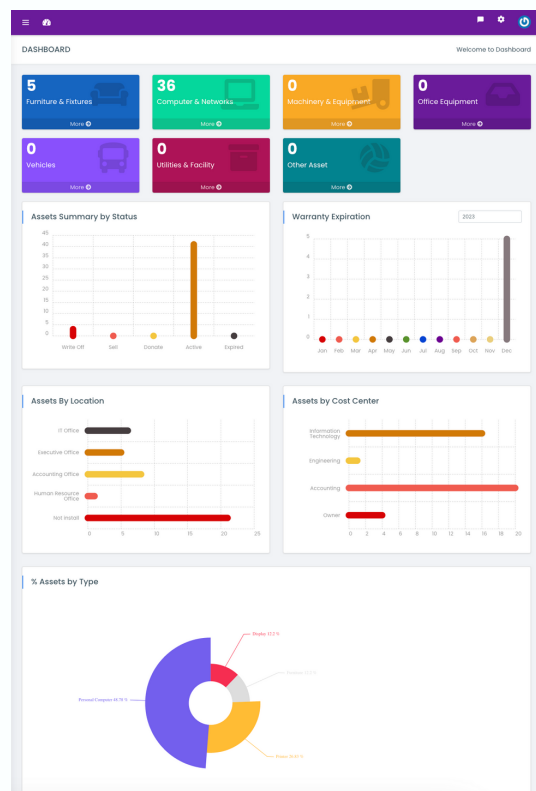 DASHBOARD
Welcome to Dashboard
5
Furniture & Fixtures
More
36
Computer & Networks
More
0
Machinery & Equipment
More
0
Office Equipment
More
0
Vehicles
More
0
Utilities & Facility
More
0
Other Asset
More
Assets Summary by Status
45
40
35
30
25
20
15
10
5
0
Write Off
Sell
Donate
Active
Expired
Warranty Expiration
2023
5
4
3
2
1
0
Jan Feb Mar Apr May Jun Jul Aug Sep Oct Nov Dec
Assets By Location
IT Office
Executive Office
Accounting Office
Human Resource
Office
Not Install
0 5 10 15 20 25
Assets by Cost Center
Information
Technology
Engineering
Accounting
Owner
0 2 4 6 8 10 12 14 16 18 20
% Assets by Type
Display 12.2 %